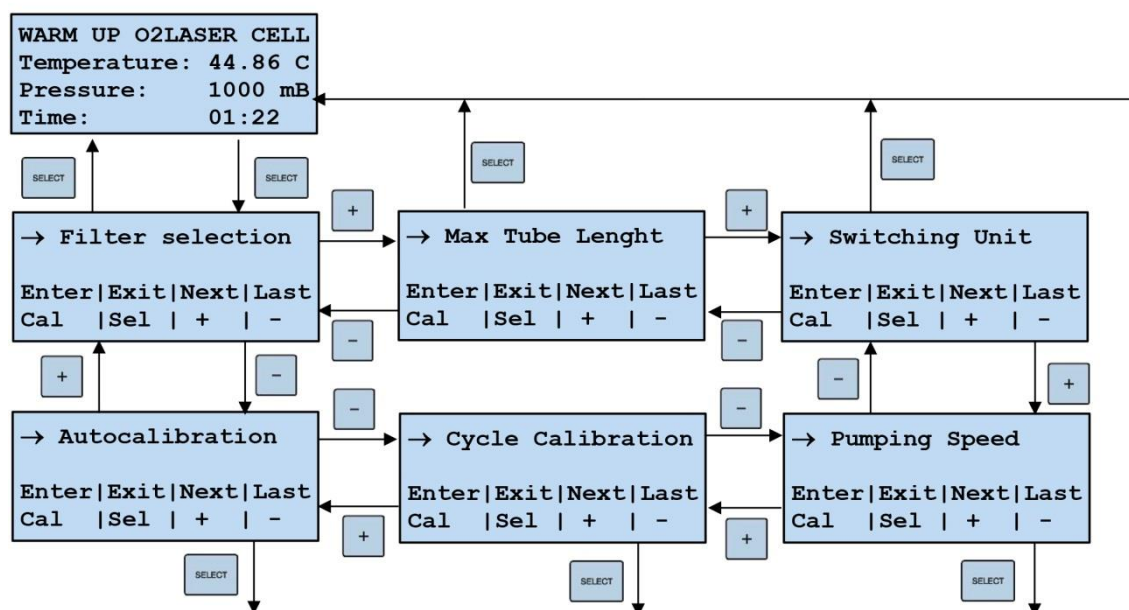 WARM UP O2LASER CELL
Temperature: 44.86 C
Pressure: 1000 mB
Time: 01:22
SELECT
SELECT
SELECT
SELECT
+
+
→ Filter selection
Enter|Exit|Next|Last
Cal |Sel | + | -
→ Max Tube Lenght
Enter|Exit|Next|Last
Cal |Sel | + | -
→ Switching Unit
Enter|Exit|Next|Last
Cal |Sel | + | -
-
-
+
-
-
-
-
+
→ Autocalibration
Enter|Exit|Next|Last
Cal |Sel | + | -
→ Cycle Calibration
Enter|Exit|Next|Last
Cal |Sel | + | -
→ Pumping Speed
Enter|Exit|Next|Last
Cal |Sel | + | -
+
+
SELECT
SELECT
SELECT